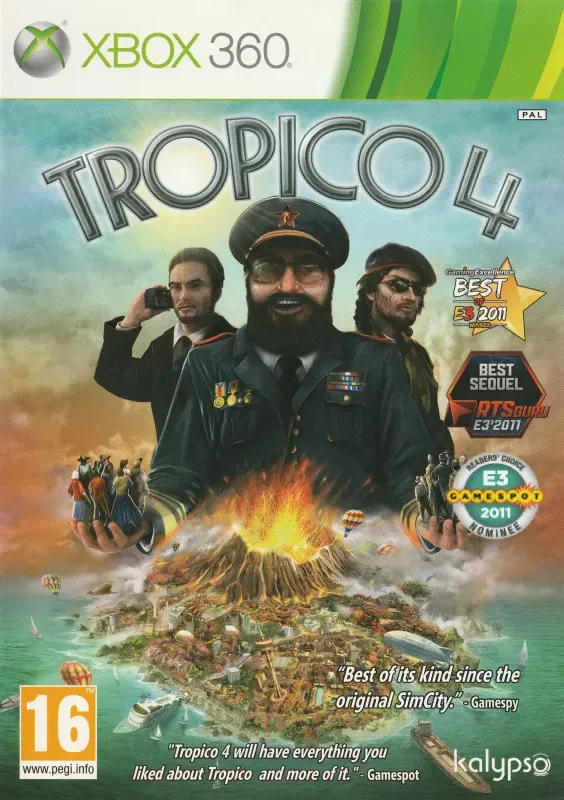 XBOX 360
PAL
TROPICO 4
GamingExcellence
BEST
of
E3 2011
WINNER
BEST
SEQUEL
RTSGURU
E3'2011
READERS' CHOICE
E3
GAMESPOT
2011
NOMINEE
"Best of its kind since the
original SimCity." - Gamespy
16
www.pegi.info
"Tropico 4 will have everything you
liked about Tropico and more of it." - Gamespot
kalypso